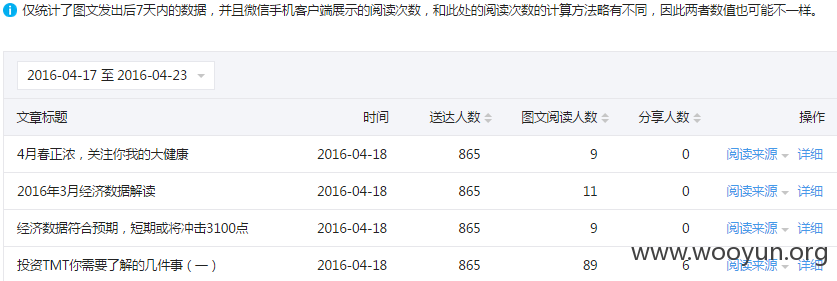 仅统计了图文发出后7天内的数据，并且微信手机客户端展示的阅读次数，和此处的阅读次数的计算方法略有不同，因此两者数值也可能不一样。
2016-04-17 至 2016-04-23
文章标题 时间 送达人数 图文阅读人数 分享人数 操作
4月春正浓，关注你我的大健康 2016-04-18 865 9 0 阅读来源 详细
2016年3月经济数据解读 2016-04-18 865 11 0 阅读来源 详细
经济数据符合预期，短期或将冲击3100点 2016-04-18 865 9 0 阅读来源 详细
投资TMT你需要了解的几件事（一） 2016-04-18 865 89 6 阅读来源 详细
www.wooyun.org